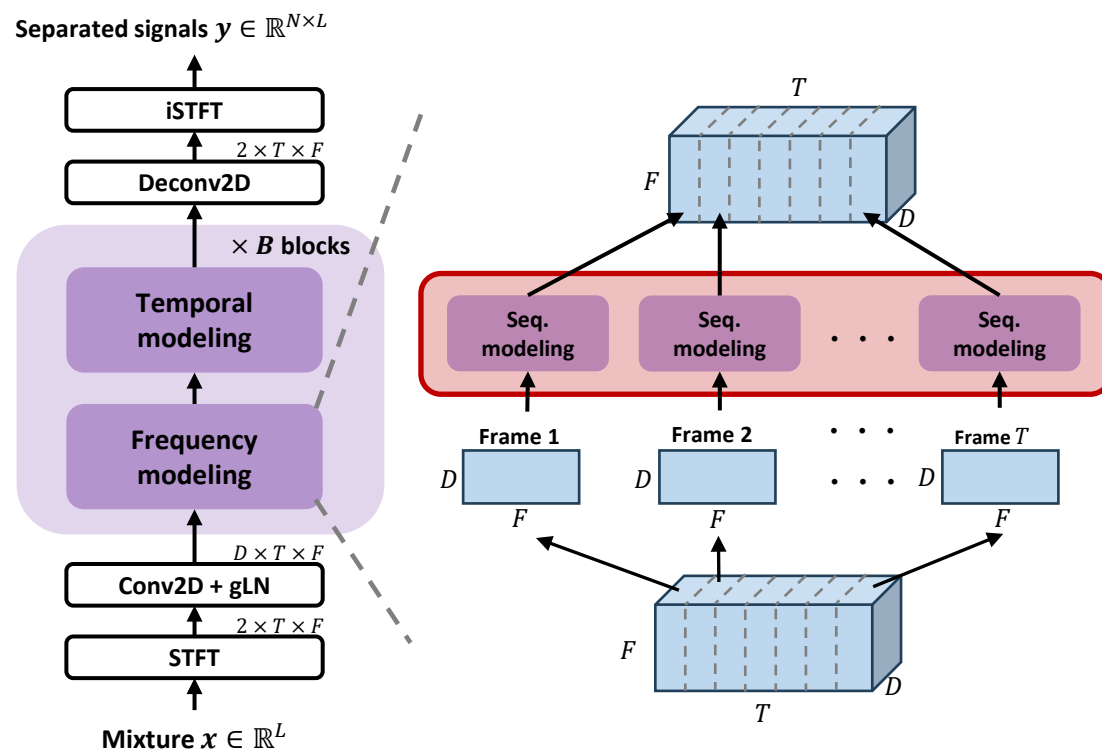 Separated signals y ∈ ℝ^{N×L}
iSTFT
2 × T × F
Deconv2D
× B blocks
Temporal
modeling
Frequency
modeling
D × T × F
Conv2D + gLN
2 × T × F
STFT
Mixture x ∈ ℝ^L
T
F
D
Seq.
modeling
Seq.
modeling
. . .
Seq.
modeling
Frame 1
Frame 2
. . .
Frame T
D
D
. . .
D
F
F
F
F
D
T